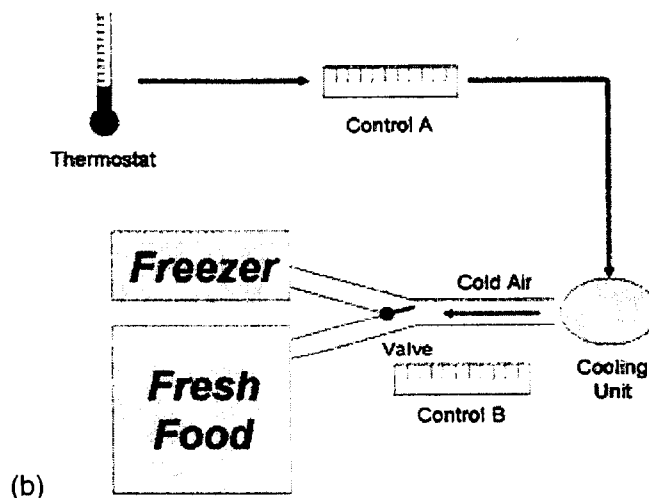 Thermostat
Control A
Freezer
Cold Air
Valve
Fresh
Food
Control B
Cooling
Unit
(b)